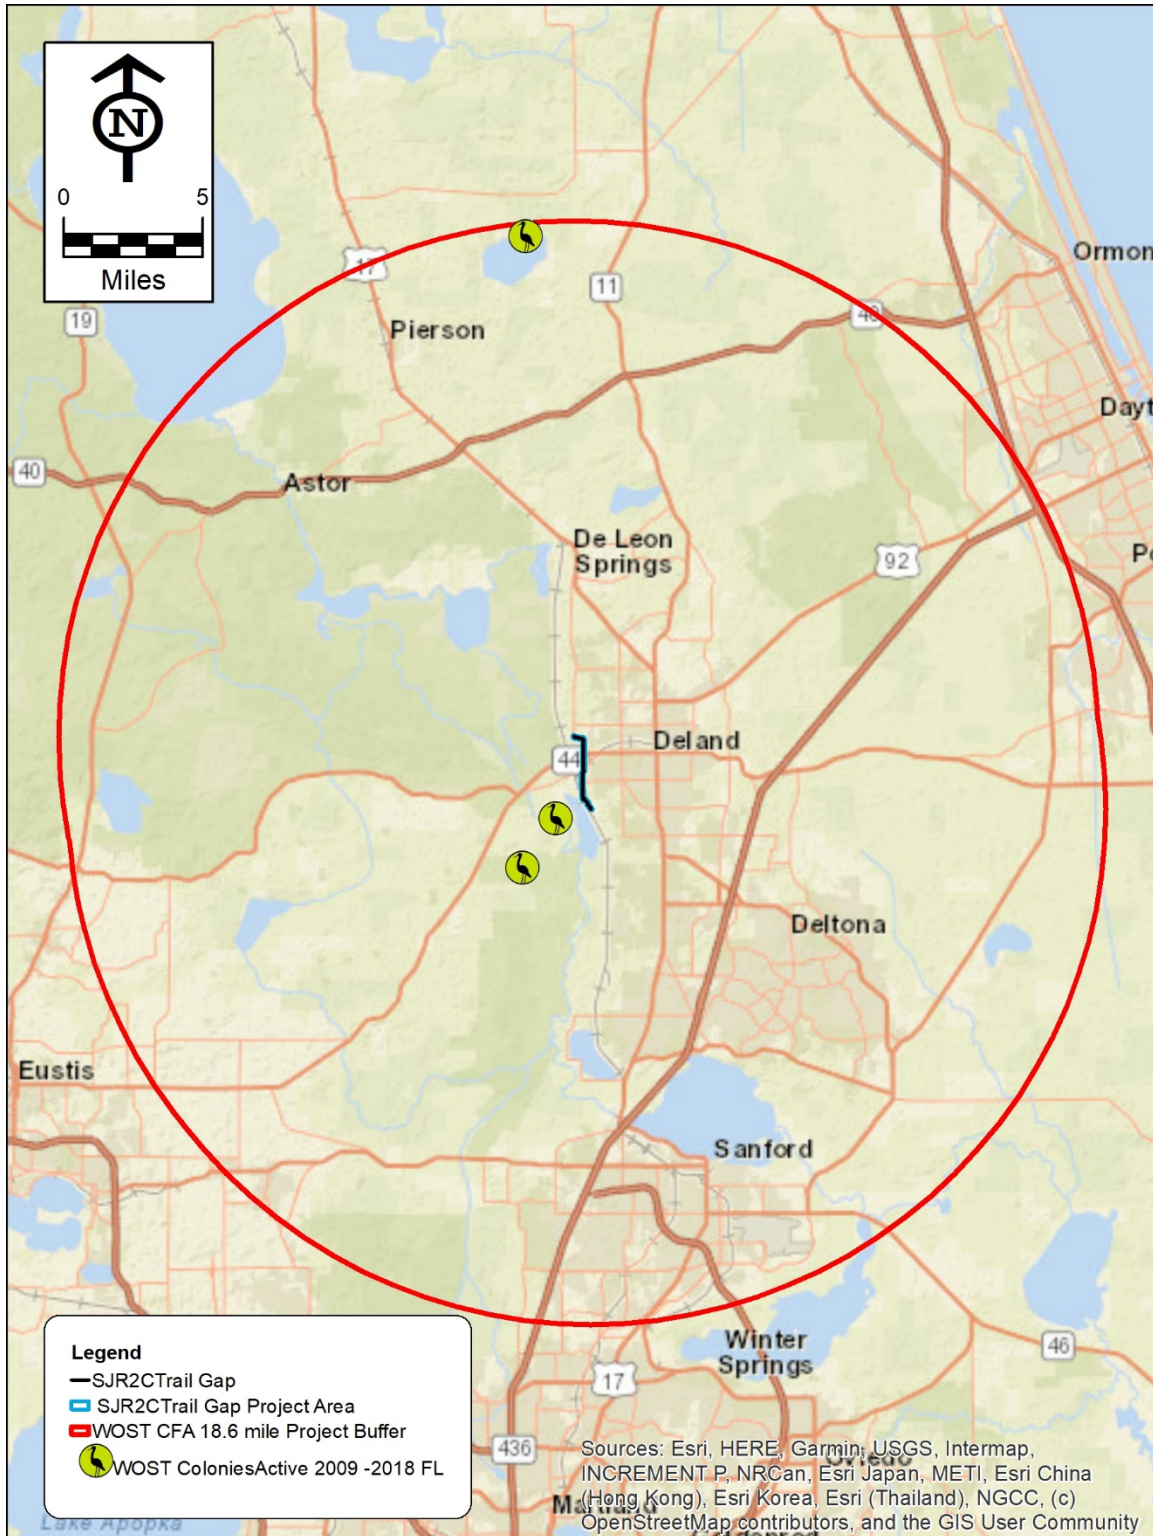 N
0 5
Miles
Ormon
17
11
19
Pierson
40
Dayt
40
Astor
De Leon
Springs
92
Po
Deland
44
Deltona
Eustis
Sanford
Winter
Springs
46
17
436
Legend
SJR2CTrail Gap
SJR2CTrail Gap Project Area
WOST CFA 18.6 mile Project Buffer
WOST ColoniesActive 2009 -2018 FL
Oviedo
Lake Apopka
Sources: Esri, HERE, Garmin, USGS, Intermap,
INCREMENT P, NRCan, Esri Japan, METI, Esri China
(Hong Kong), Esri Korea, Esri (Thailand), NGCC, (c)
OpenStreetMap contributors, and the GIS User Community